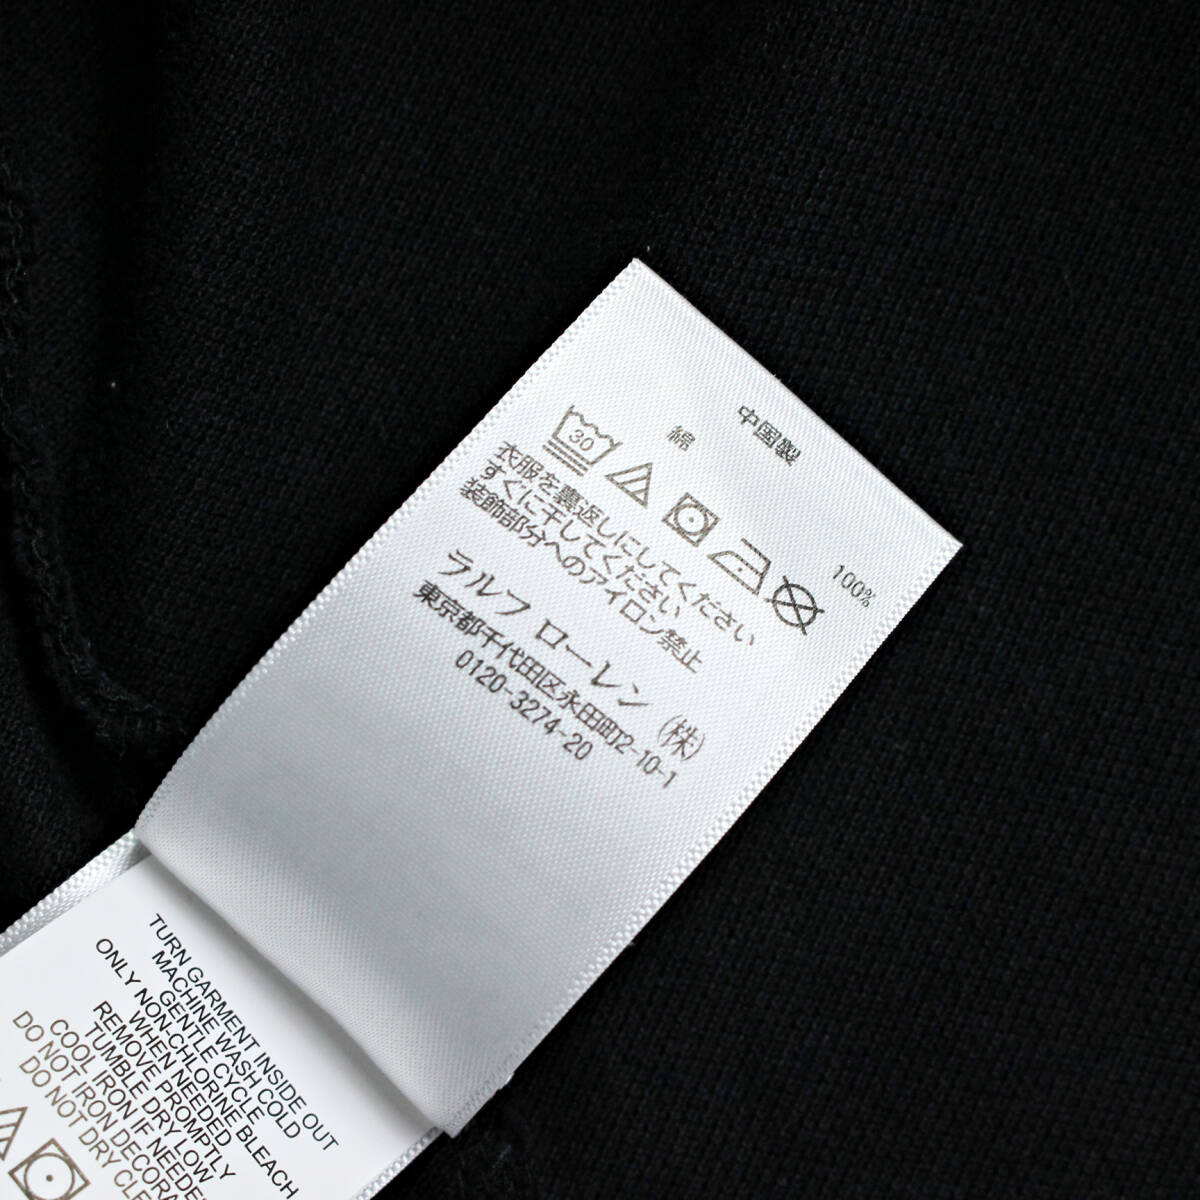 中国製
綿 100%
30
衣服を裏返しにしてください
すぐに干してください
装飾部分へのアイロン禁止
ラルフ ローレン (株)
東京都千代田区永田町2-10-1
0120-3274-20
TURN GARMENT INSIDE OUT
MACHINE WASH COLD
GENTLE CYCLE
ONLY NON-CHLORINE BLEACH
WHEN NEEDED
REMOVE PROMPTLY
TUMBLE DRY LOW
COOL IRON IF
DO NOT IRON
DO NOT DRY